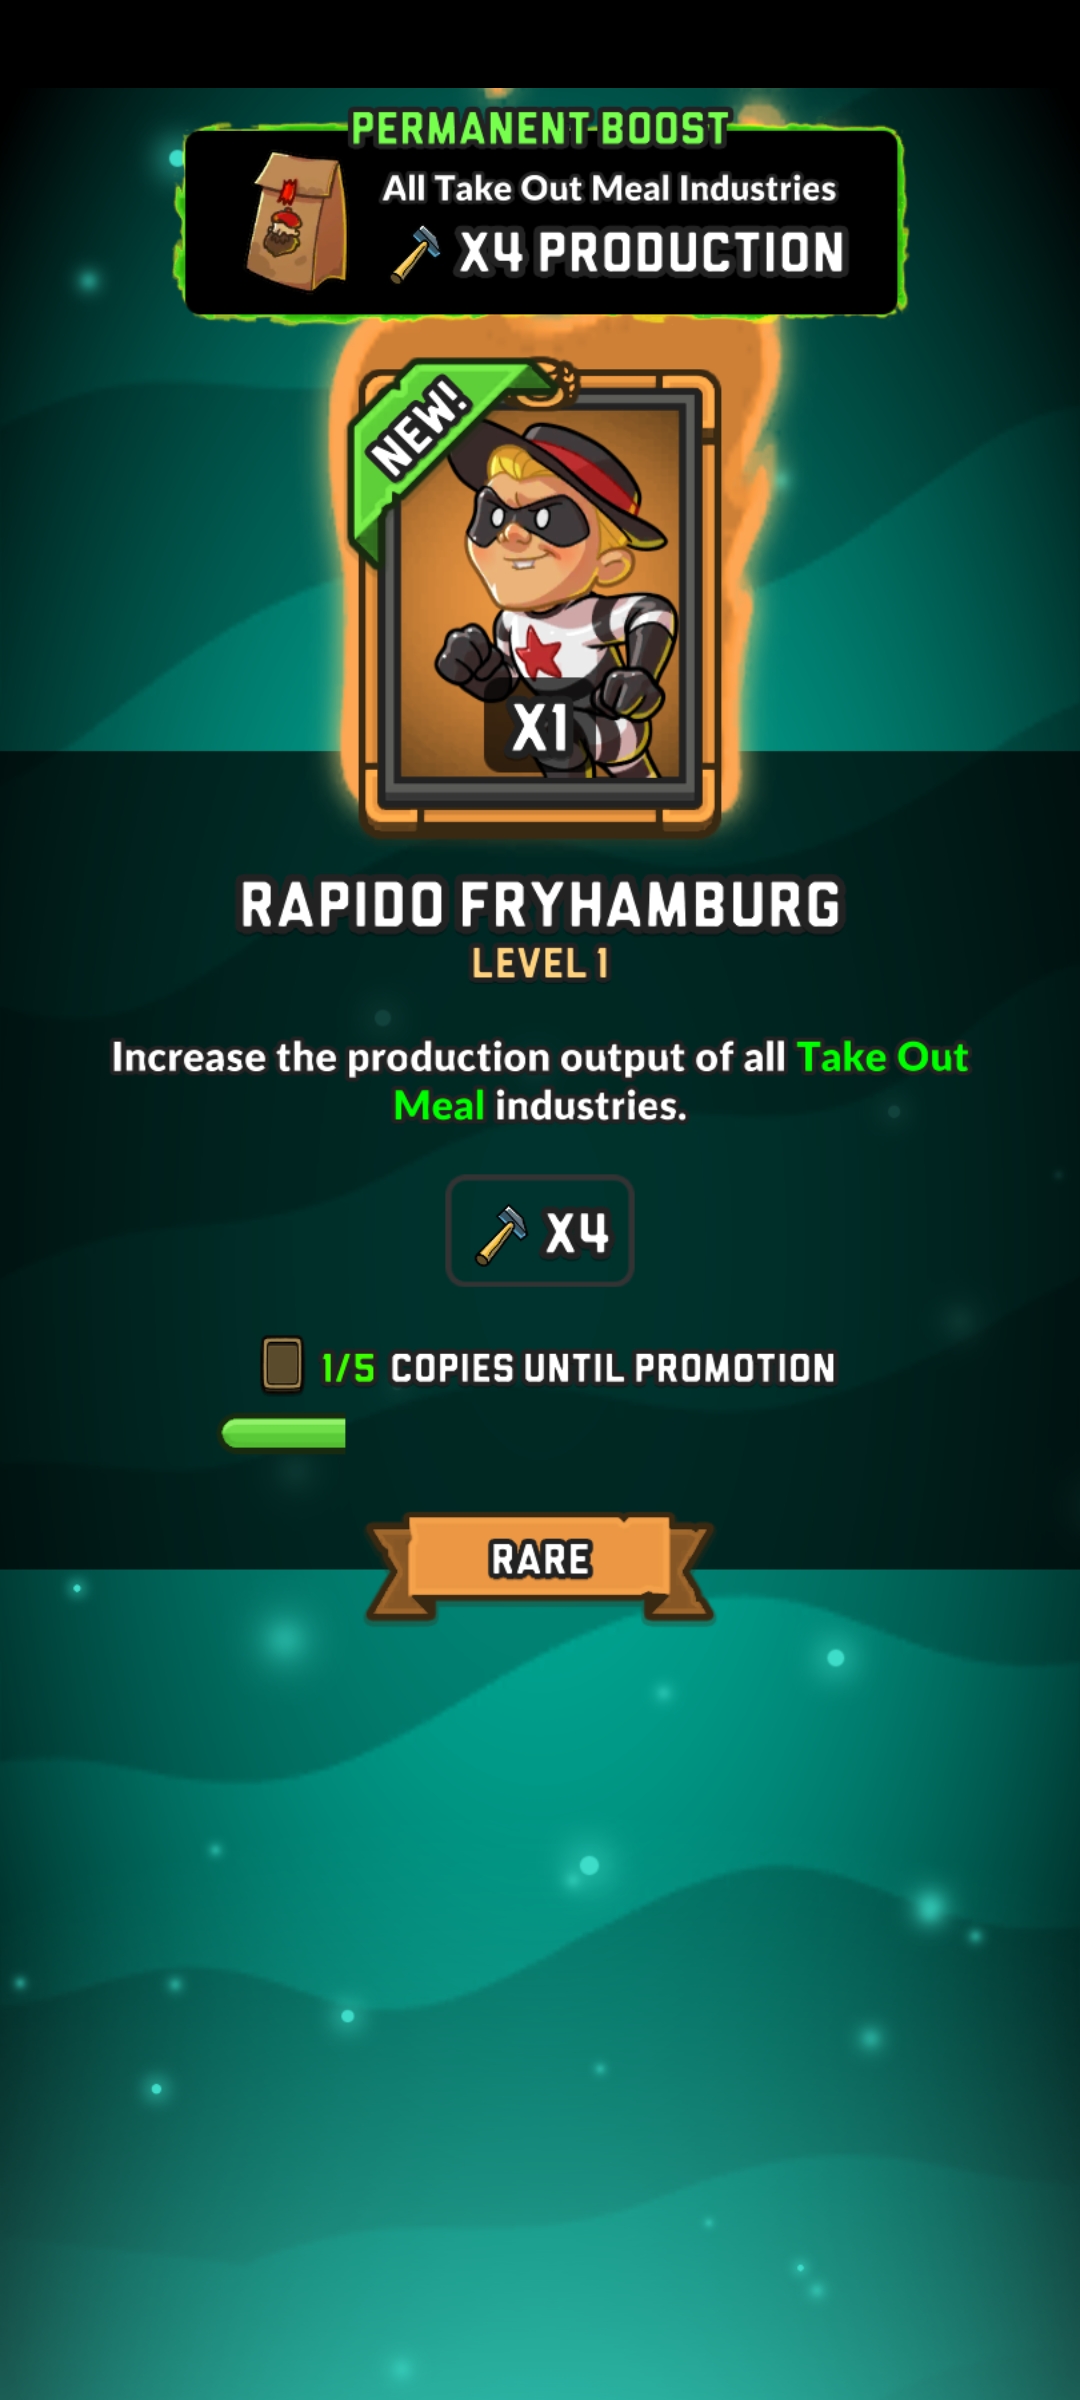 PERMANENT BOOST
All Take Out Meal Industries
X4 PRODUCTION
NEW!
X1
RAPIDO FRYHAMBURG
LEVEL 1
Increase the production output of all Take Out
Meal industries.
X4
1/5 COPIES UNTIL PROMOTION
RARE